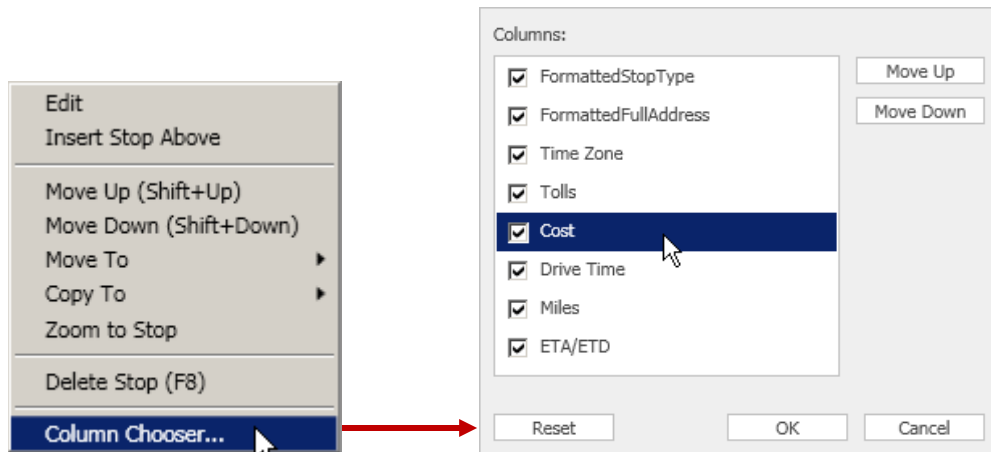 Edit
Insert Stop Above
Move Up (Shift+Up)
Move Down (Shift+Down)
Move To
Copy To
Zoom to Stop
Delete Stop (F8)
Column Chooser...
Columns:
FormattedStopType
FormattedFullAddress
Time Zone
Tolls
Cost
Drive Time
Miles
ETA/ETD
Move Up
Move Down
Reset
OK
Cancel